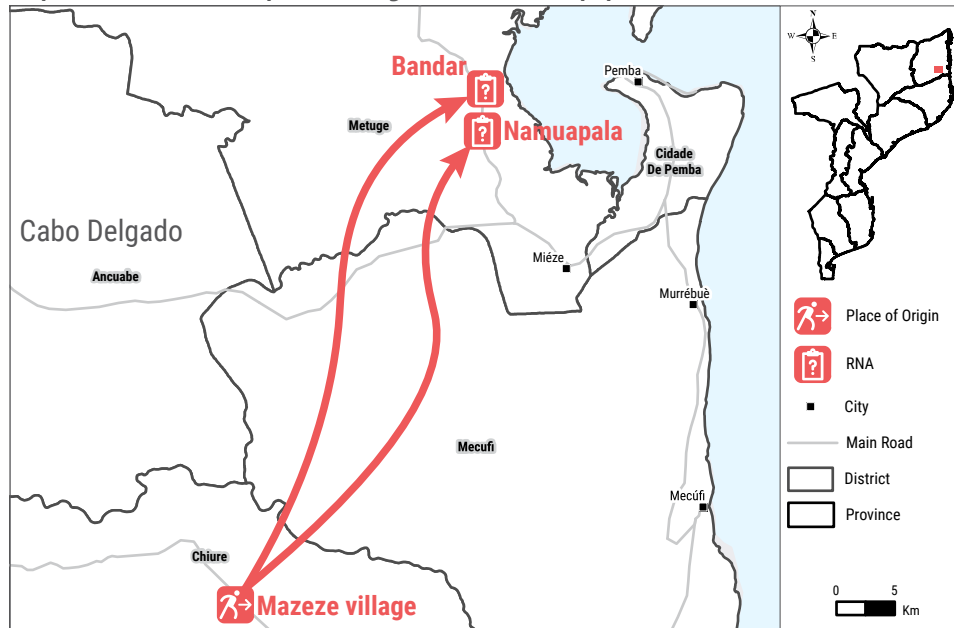 N
W E
S
Bandar
Pemba
Metuge
Namuapala
Cidade
De Pemba
Cabo Delgado
Miéze
Ancuabe
Murrébuè
Place of Origin
RNA
City
Main Road
Mecufi
District
Mecúfi
Province
Chiure
Mazeze village
0 5
Km